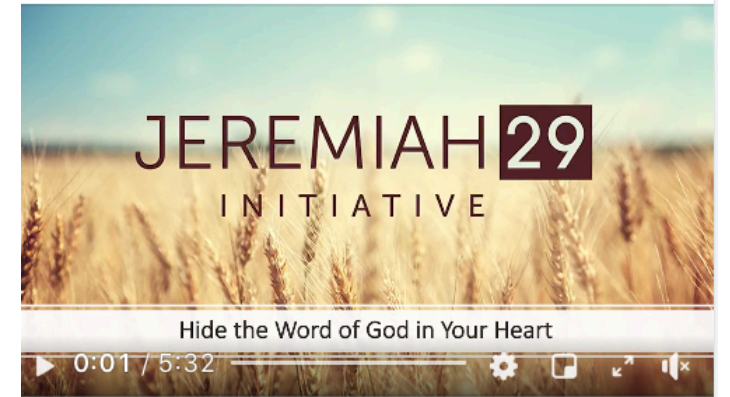 JEREMIAH 29
INITIATIVE
Hide the Word of God in Your Heart
0:01 / 5:32